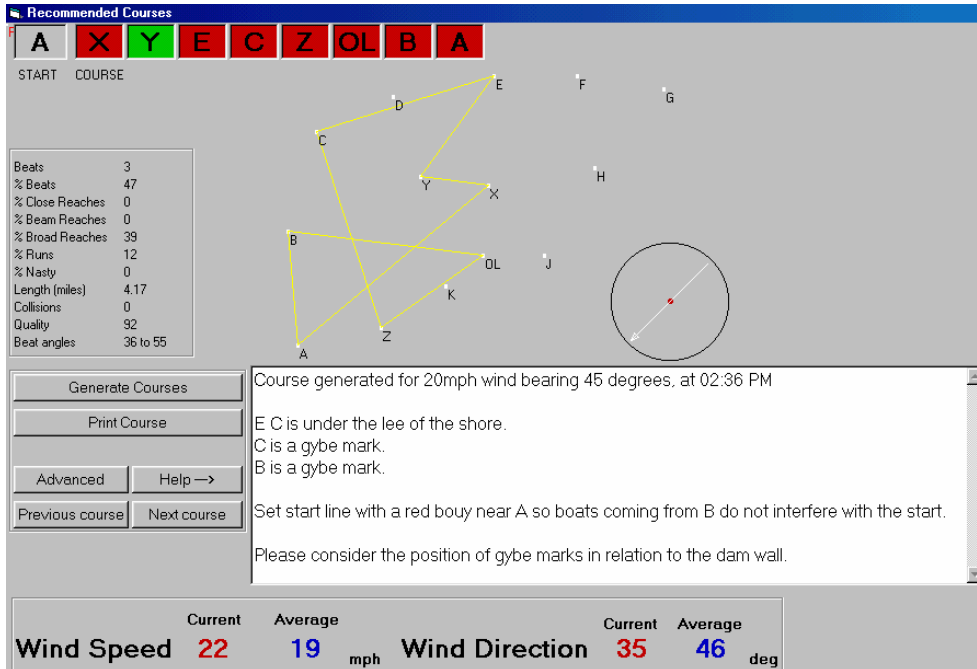 Recommended Courses
A X Y E C Z OL B A
START COURSE
E
F
D
G
C
Beats 3
% Beats 47
% Close Reaches 0
% Beam Reaches 0
% Broad Reaches 39
% Runs 12
% Nasty 0
Length (miles) 4.17
Collisions 0
Quality 92
Beat angles 36 to 55
H
Y
X
B
OL
J
K
Z
A
Generate Courses
Print Course
Advanced
Help -->
Previous course
Next course
Course generated for 20mph wind bearing 45 degrees, at 02:36 PM
E C is under the lee of the shore.
C is a gybe mark.
B is a gybe mark.
Set start line with a red bouy near A so boats coming from B do not interfere with the start.
Please consider the position of gybe marks in relation to the dam wall.
Current Average Current Average
Wind Speed 22 19 mph Wind Direction 35 46 deg